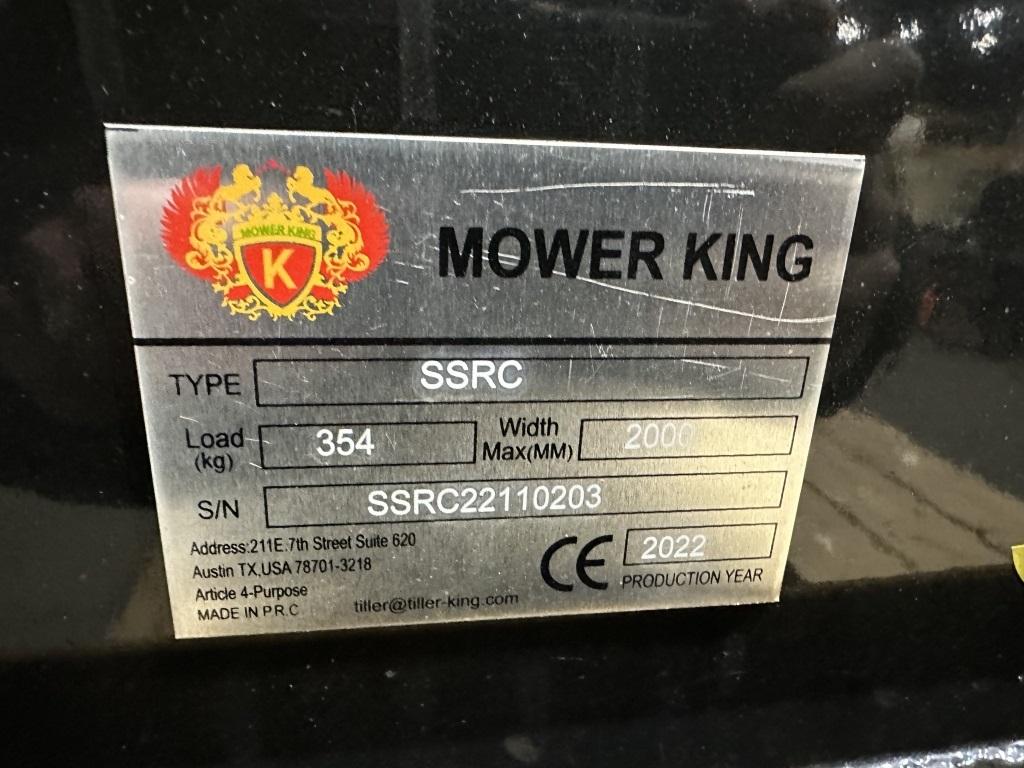 MOWER KING
K
MOWER KING
TYPE SSRC
Load (kg) 354 Width Max(MM) 2000
S/N SSRC22110203
Address:211E.7th Street Suite 620
Austin TX,USA 78701-3218
Article 4-Purpose
MADE IN P.R.C
tiller@tiller-king.com
CE 2022
PRODUCTION YEAR